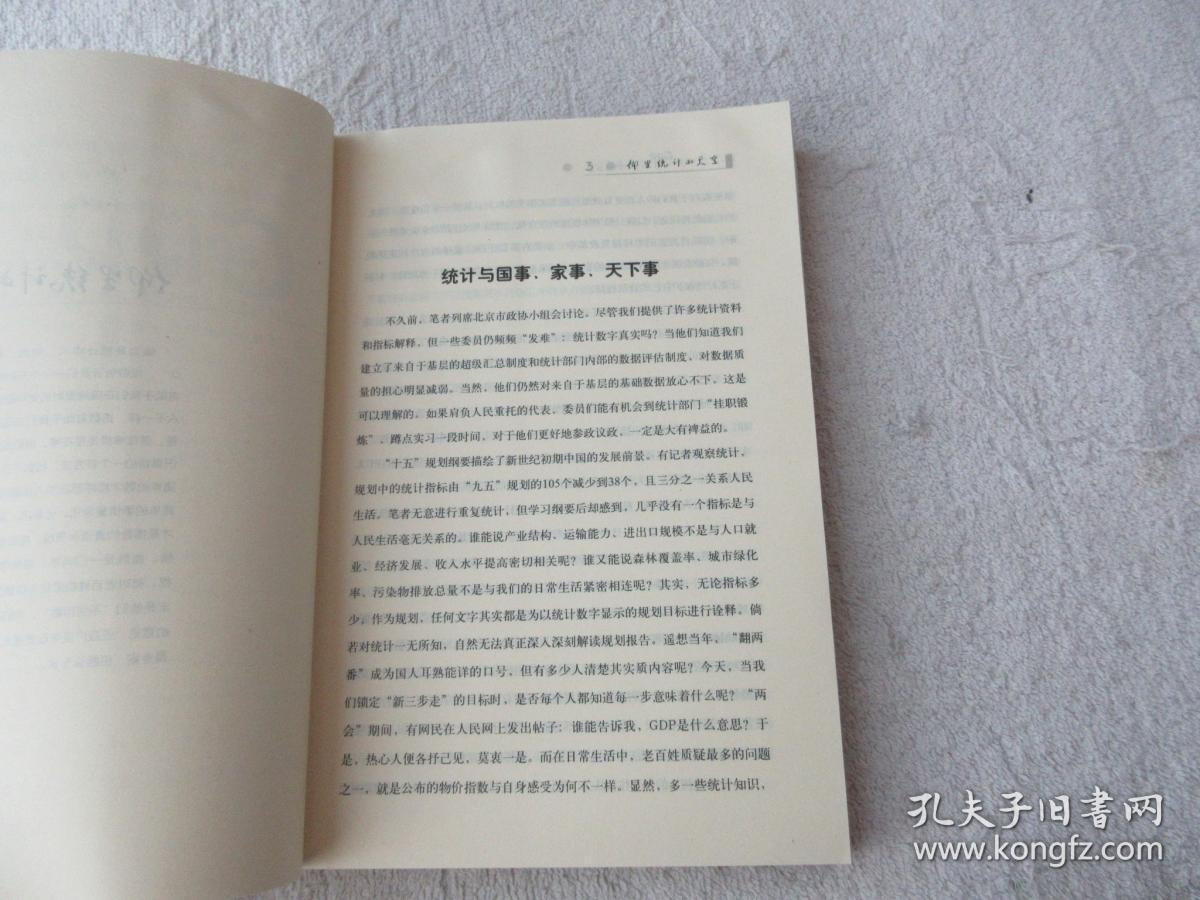 3 仰望统计的天空
统计与国事、家事、天下事
不久前，笔者列席北京市政协小组会讨论。尽管我们提供了许多统计资料
和指标解释，但一些委员仍频频“发难”：统计数字真实吗？当他们知道我们
建立了来自于基层的超级汇总制度和统计部门内部的数据评估制度，对数据质
量的担心明显减弱。当然，他们仍然对来自于基层的基础数据放心不下，这是
可以理解的。如果肩负人民重托的代表、委员们能有机会到统计部门“挂职锻
炼”、蹲点实习一段时间，对于他们更好地参政议政，一定是大有裨益的。
“十五”规划纲要描绘了新世纪初期中国的发展前景。有记者观察统计，
规划中的统计指标由“九五”规划的105个减少到38个，且三分之一关系人民
生活。笔者无意进行重复统计，但学习纲要后却感到，几乎没有一个指标是与
人民生活毫无关系的。谁能说产业结构、运输能力、进出口规模不是与人口就
业、经济发展、收入水平提高密切相关呢？谁又能说森林覆盖率、城市绿化
率、污染物排放总量不是与我们的日常生活紧密相连呢？其实，无论指标多
少，作为规划，任何文字其实都是为以统计数字显示的规划目标进行诠释。倘
若对统计一无所知，自然无法真正深入深刻解读规划报告。遥想当年，“翻两
番”成为国人耳熟能详的口号，但有多少人清楚其实质内容呢？今天，当我
们锁定“新三步走”的目标时，是否每个人都知道每一步意味着什么呢？“两
会”期间，有网民在人民网上发出帖子：谁能告诉我，GDP是什么意思？于
是，热心人便各抒己见，莫衷一是。而在日常生活中，老百姓质疑最多的问题
之一，就是公布的物价指数与自身感受为何不一样。显然，多一些统计知识，
孔夫子旧书网
www.kongfz.com